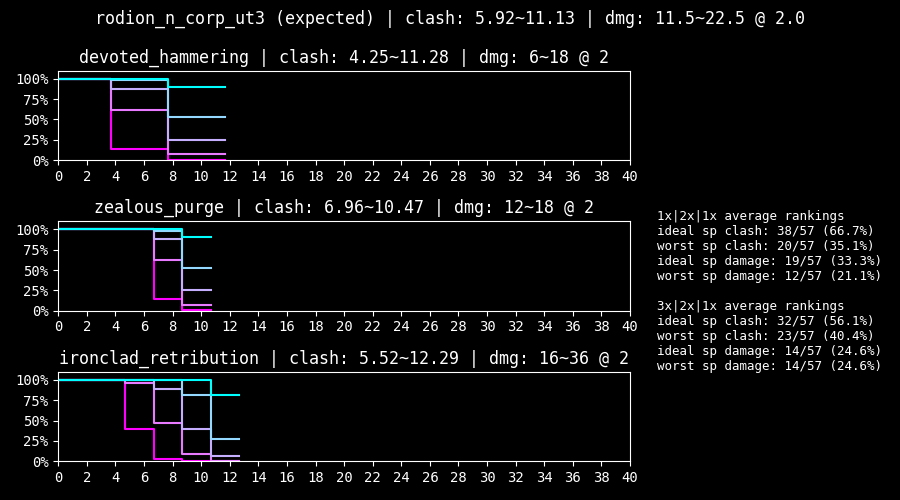 rodion_n_corp_ut3 (expected) | clash: 5.92~11.13 | dmg: 11.5~22.5 @ 2.0
devoted_hammering | clash: 4.25~11.28 | dmg: 6~18 @ 2
100%
75%
50%
25%
0%
0 2 4 6 8 10 12 14 16 18 20 22 24 26 28 30 32 34 36 38 40
zealous_purge | clash: 6.96~10.47 | dmg: 12~18 @ 2
100%
75%
50%
25%
0%
0 2 4 6 8 10 12 14 16 18 20 22 24 26 28 30 32 34 36 38 40
ironclad_retribution | clash: 5.52~12.29 | dmg: 16~36 @ 2
100%
75%
50%
25%
0%
0 2 4 6 8 10 12 14 16 18 20 22 24 26 28 30 32 34 36 38 40
1x|2x|1x average rankings
ideal sp clash: 38/57 (66.7%)
worst sp clash: 20/57 (35.1%)
ideal sp damage: 19/57 (33.3%)
worst sp damage: 12/57 (21.1%)
3x|2x|1x average rankings
ideal sp clash: 32/57 (56.1%)
worst sp clash: 23/57 (40.4%)
ideal sp damage: 14/57 (24.6%)
worst sp damage: 14/57 (24.6%)